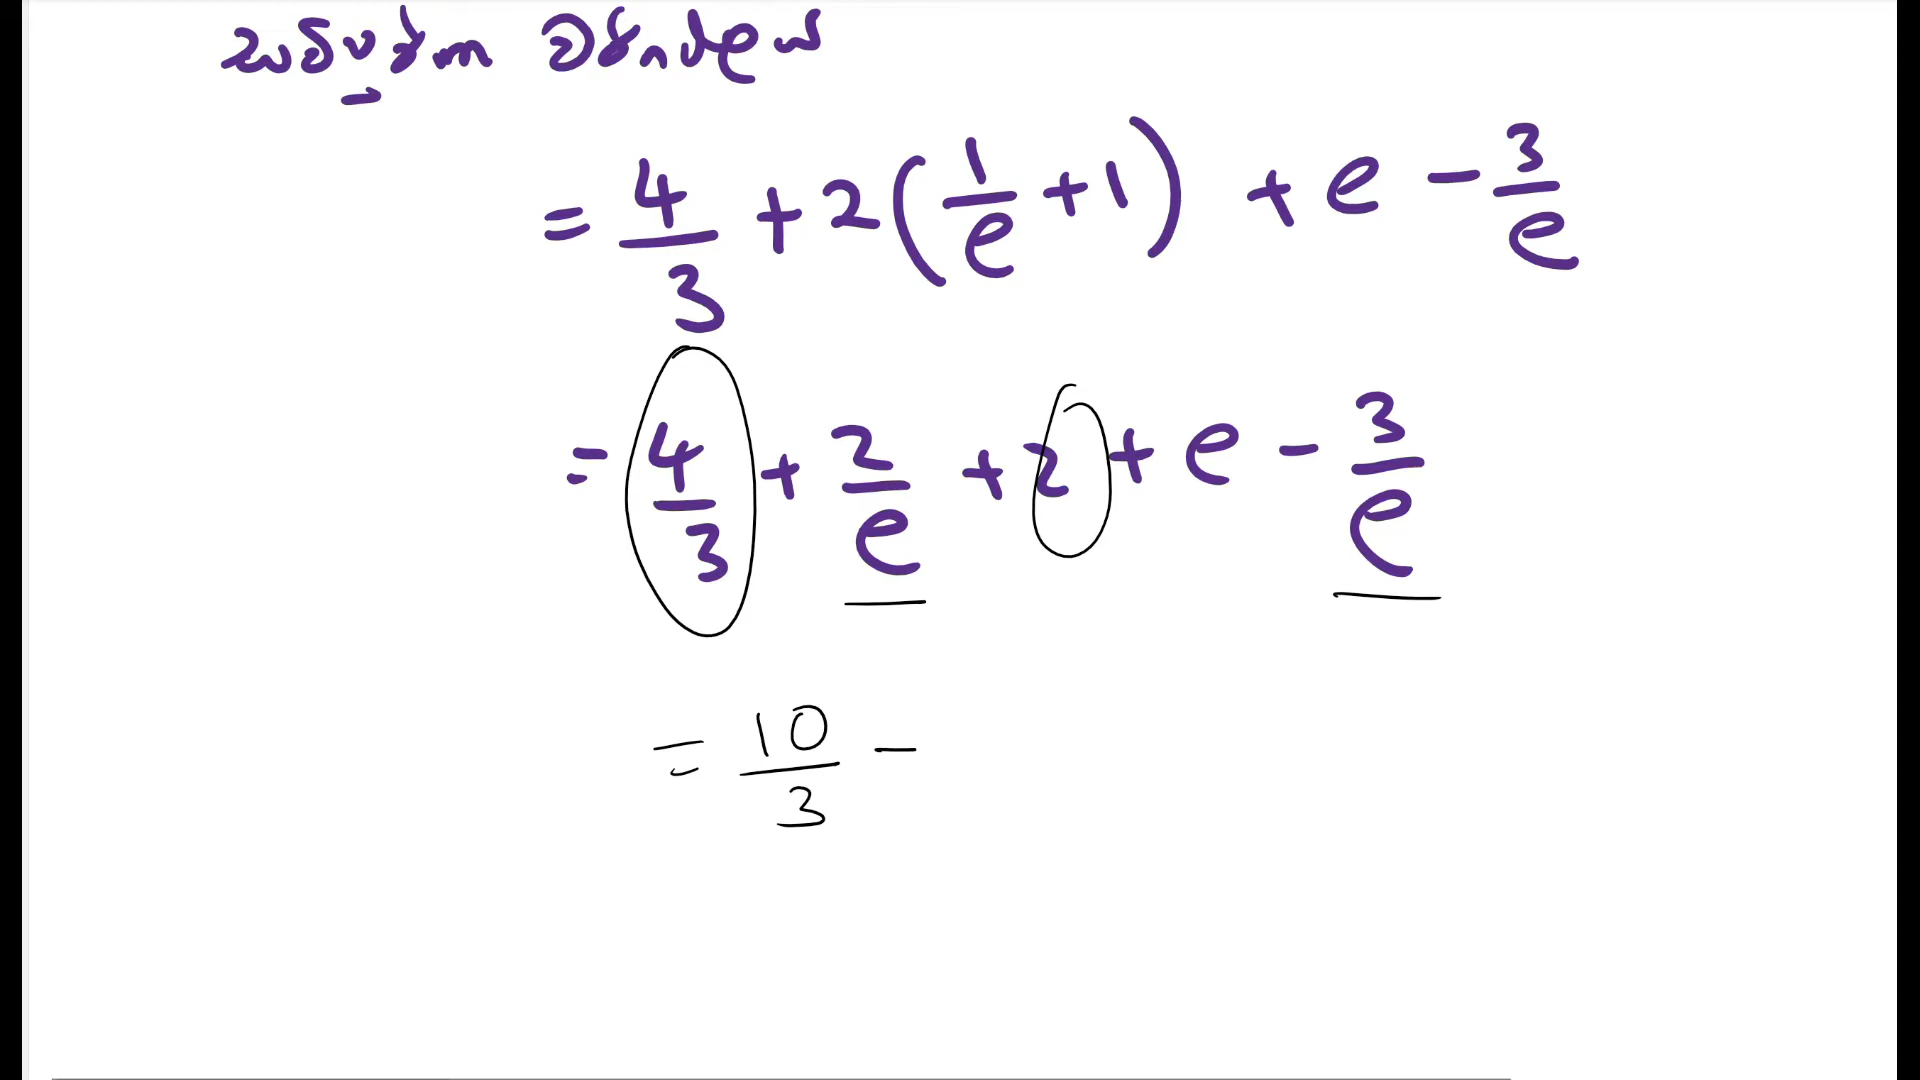 = 4/3 + 2(1/e + 1) + e - 3/e
= 4/3 + 2/e + 2 + e - 3/e
= 10/3 -